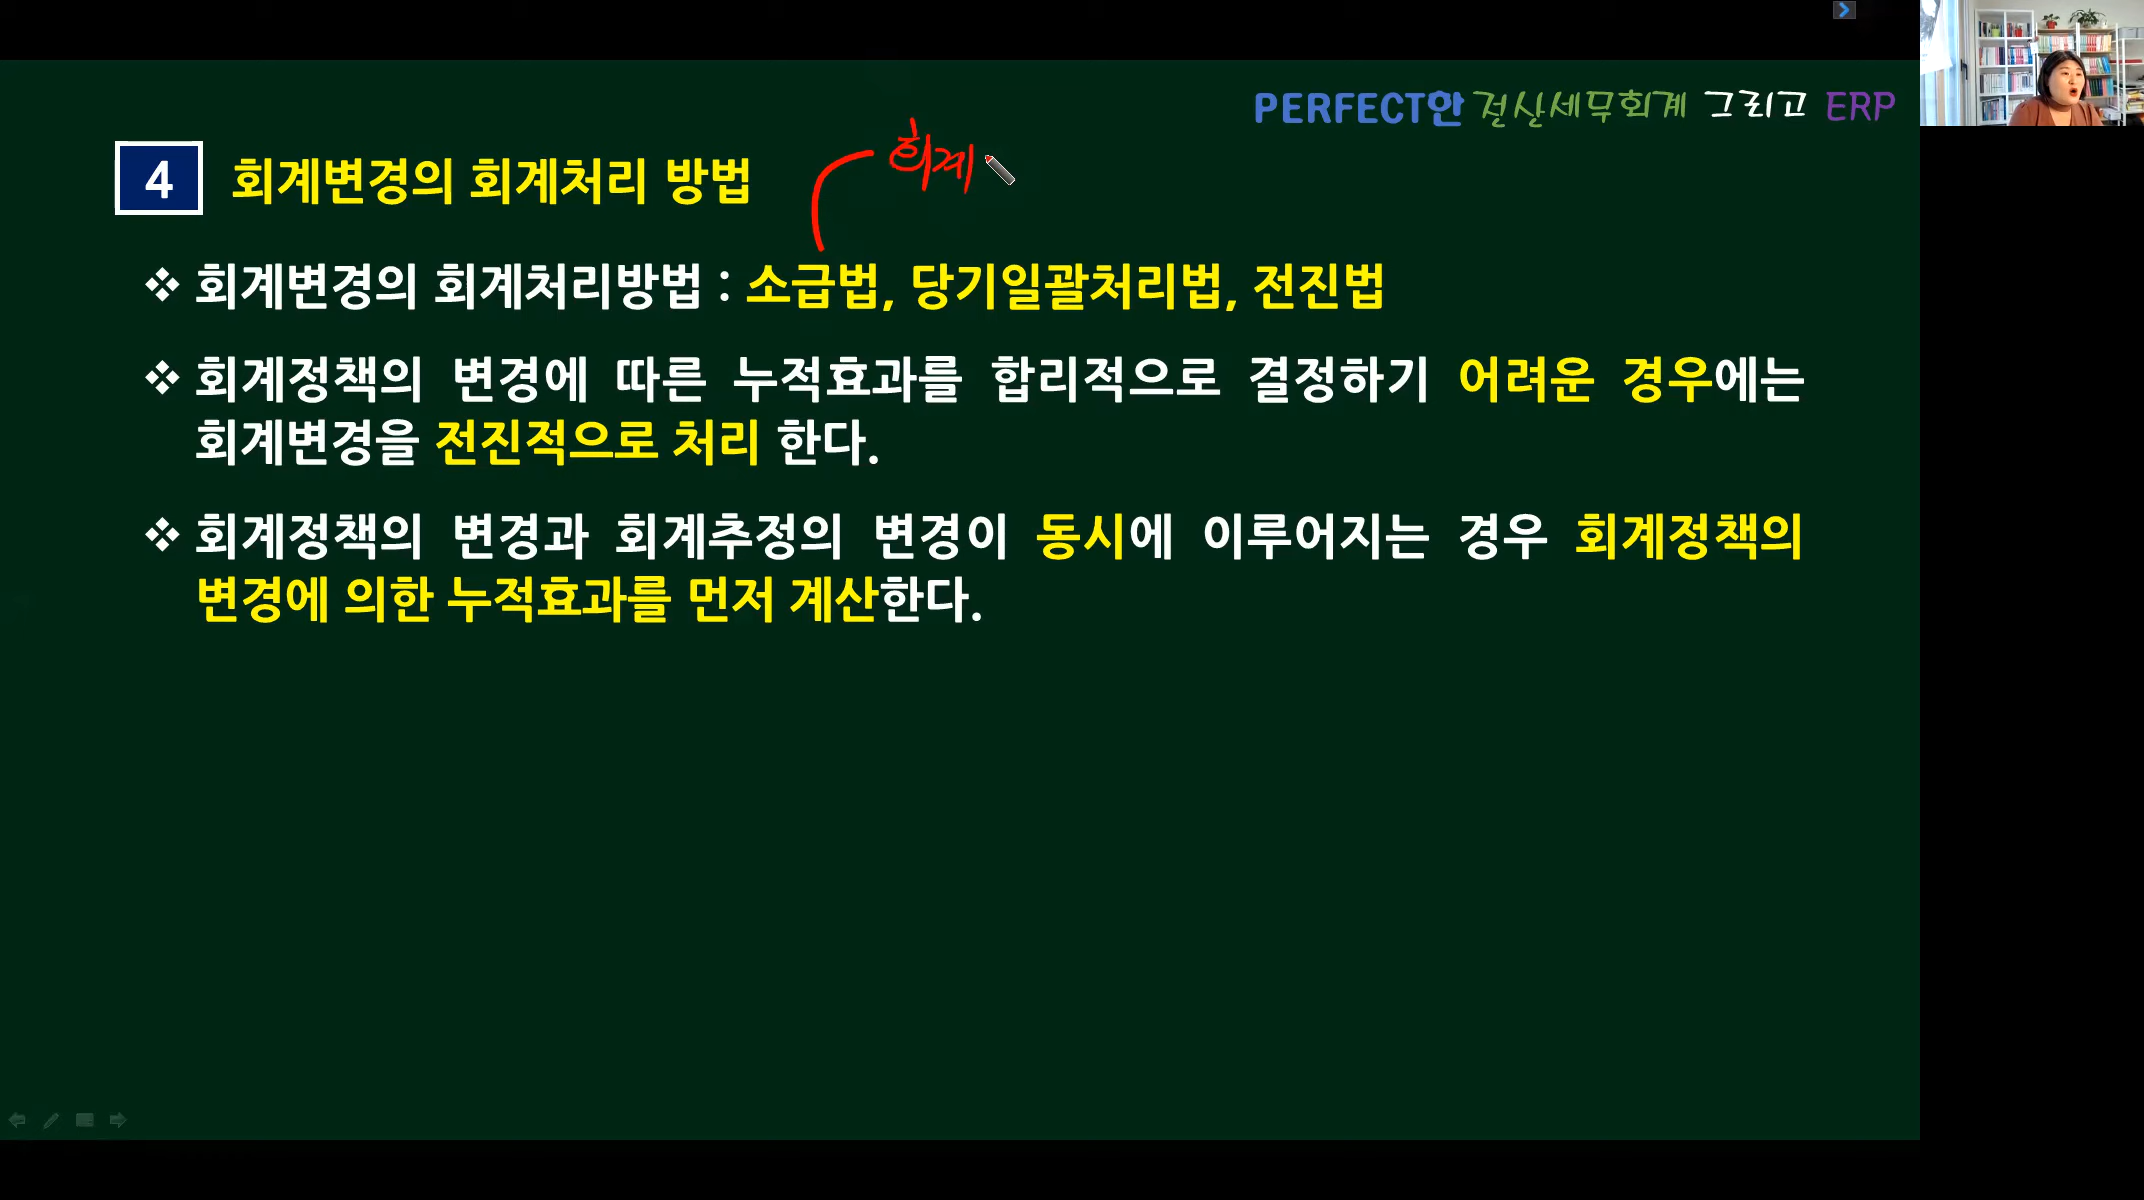 PERFECT한 전산세무회계 그리고 ERP
회계
4 회계변경의 회계처리 방법
❖ 회계변경의 회계처리방법 : 소급법, 당기일괄처리법, 전진법
❖ 회계정책의 변경에 따른 누적효과를 합리적으로 결정하기 어려운 경우에는
회계변경을 전진적으로 처리 한다.
❖ 회계정책의 변경과 회계추정의 변경이 동시에 이루어지는 경우 회계정책의
변경에 의한 누적효과를 먼저 계산한다.